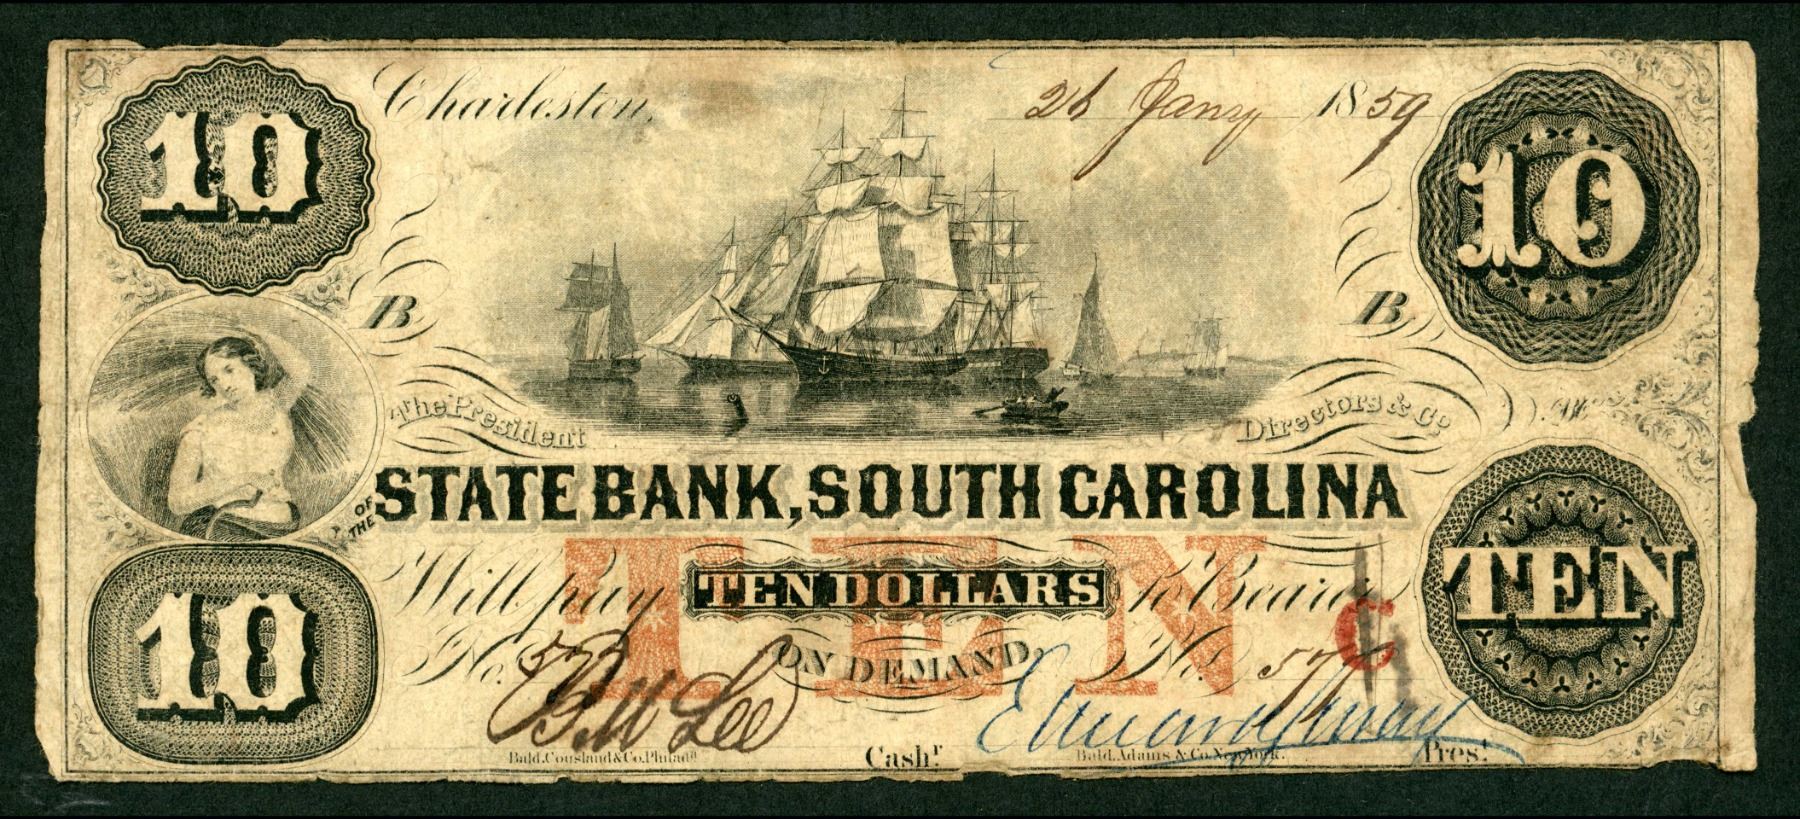 10 Charleston, 26 Jany 1859 10
B B
The President Directors & Co
OF THE STATE BANK, SOUTH CAROLINA
TEN
Will pay TEN DOLLARS to Bearer
TEN
C
10 No. ON DEMAND No.
B.M Lee Cash.r Pres.t
Bald. Cousland & Co. Philad.a Bald. Adams & Co. New York.